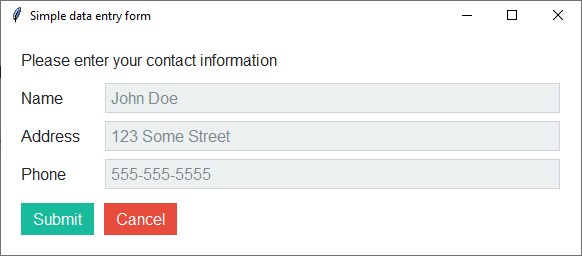 Simple data entry form
Please enter your contact information
Name John Doe
Address 123 Some Street
Phone 555-555-5555
Submit Cancel